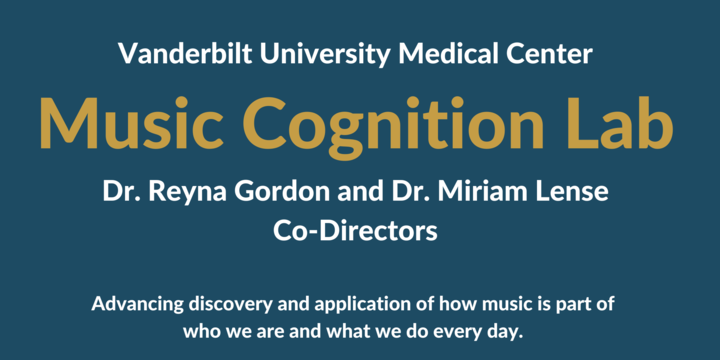 Vanderbilt University Medical Center
Music Cognition Lab
Dr. Reyna Gordon and Dr. Miriam Lense
Co-Directors
Advancing discovery and application of how music is part of
who we are and what we do every day.